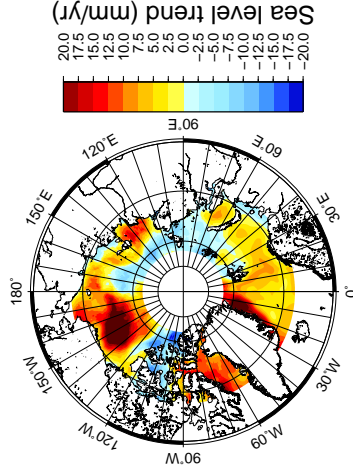 Sea level trend (mm/yr)
20.0
17.5
15.0
12.5
10.0
7.5
5.0
2.5
0.0
−2.5
−5.0
−7.5
−10.0
−12.5
−15.0
−17.5
−20.0
180˚
150˚E
120˚E
90˚E
60˚E
30˚E
0˚
30˚W
60˚W
90˚W
120˚W
150˚W